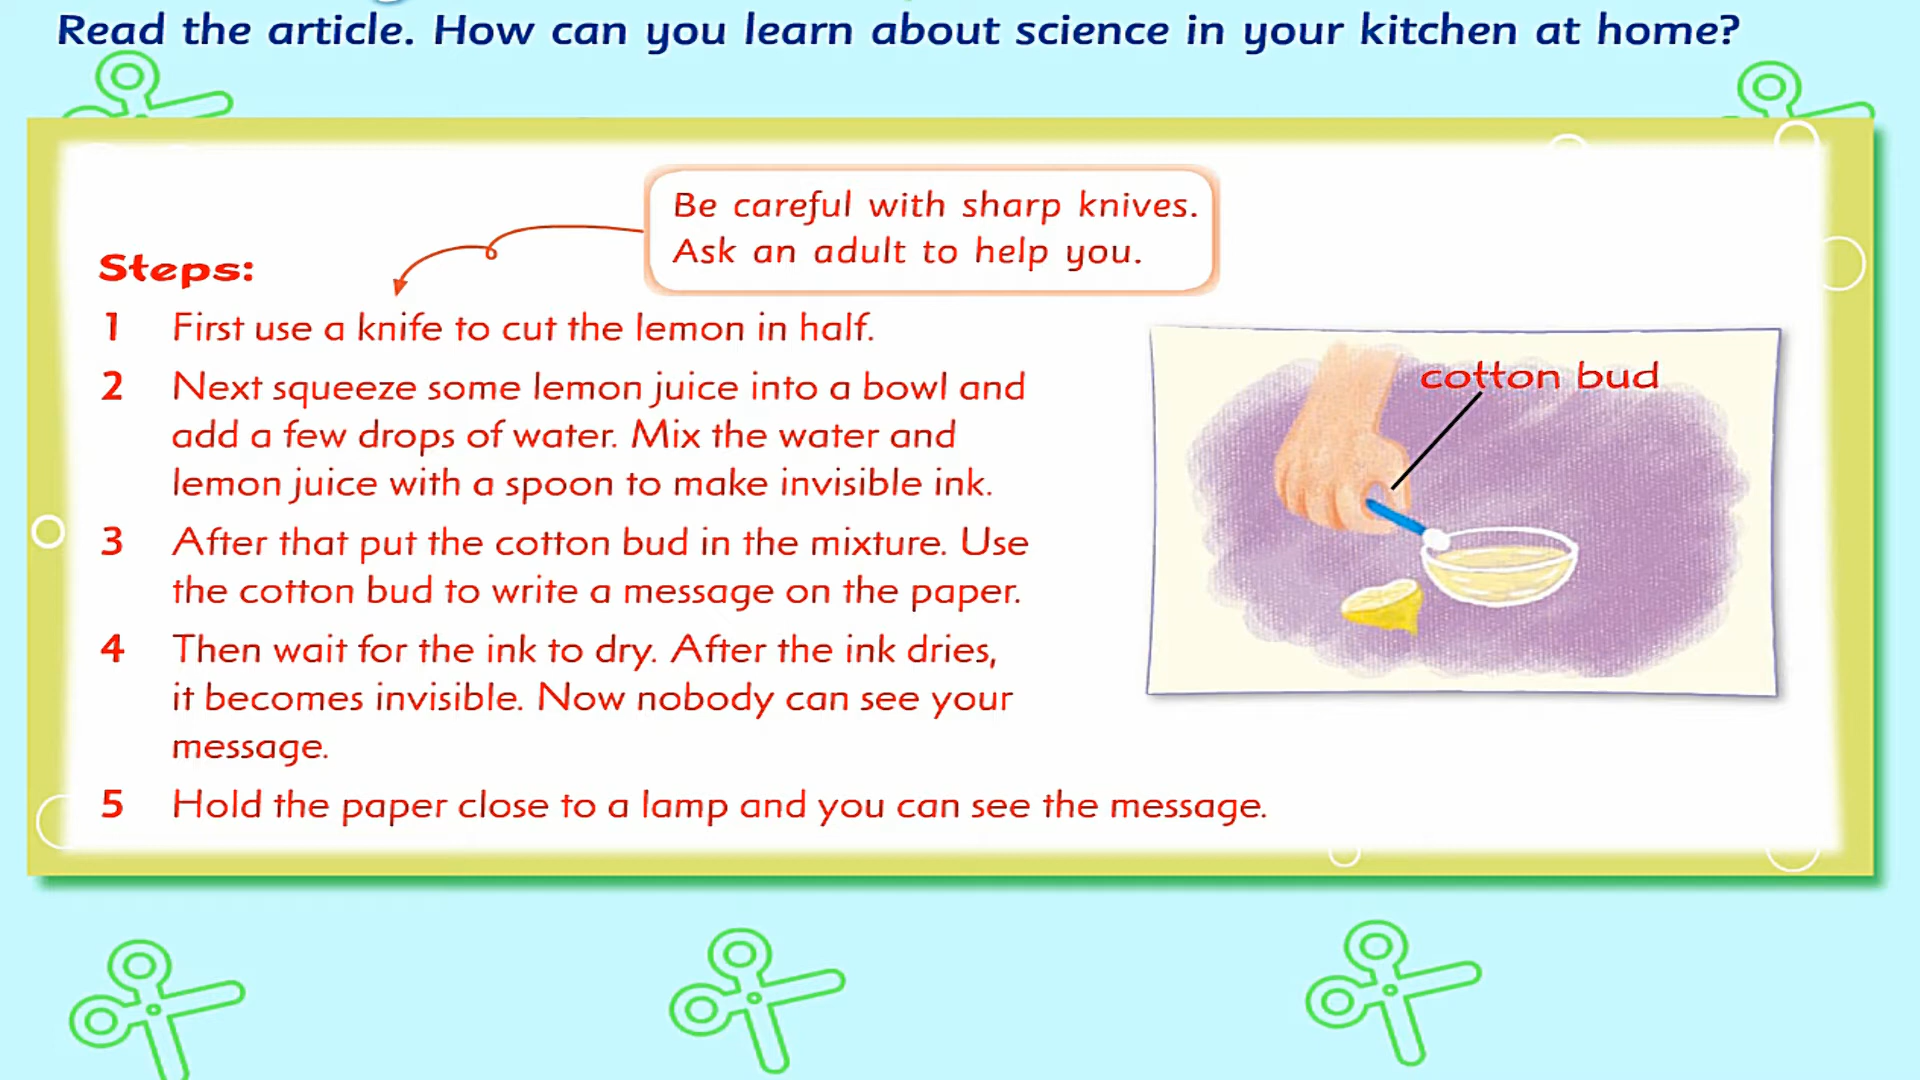 Read the article. How can you learn about science in your kitchen at home?
Be careful with sharp knives.
Ask an adult to help you.
Steps:
1 First use a knife to cut the lemon in half.
2 Next squeeze some lemon juice into a bowl and
add a few drops of water. Mix the water and
lemon juice with a spoon to make invisible ink.
3 After that put the cotton bud in the mixture. Use
the cotton bud to write a message on the paper.
4 Then wait for the ink to dry. After the ink dries,
it becomes invisible. Now nobody can see your
message.
5 Hold the paper close to a lamp and you can see the message.
cotton bud